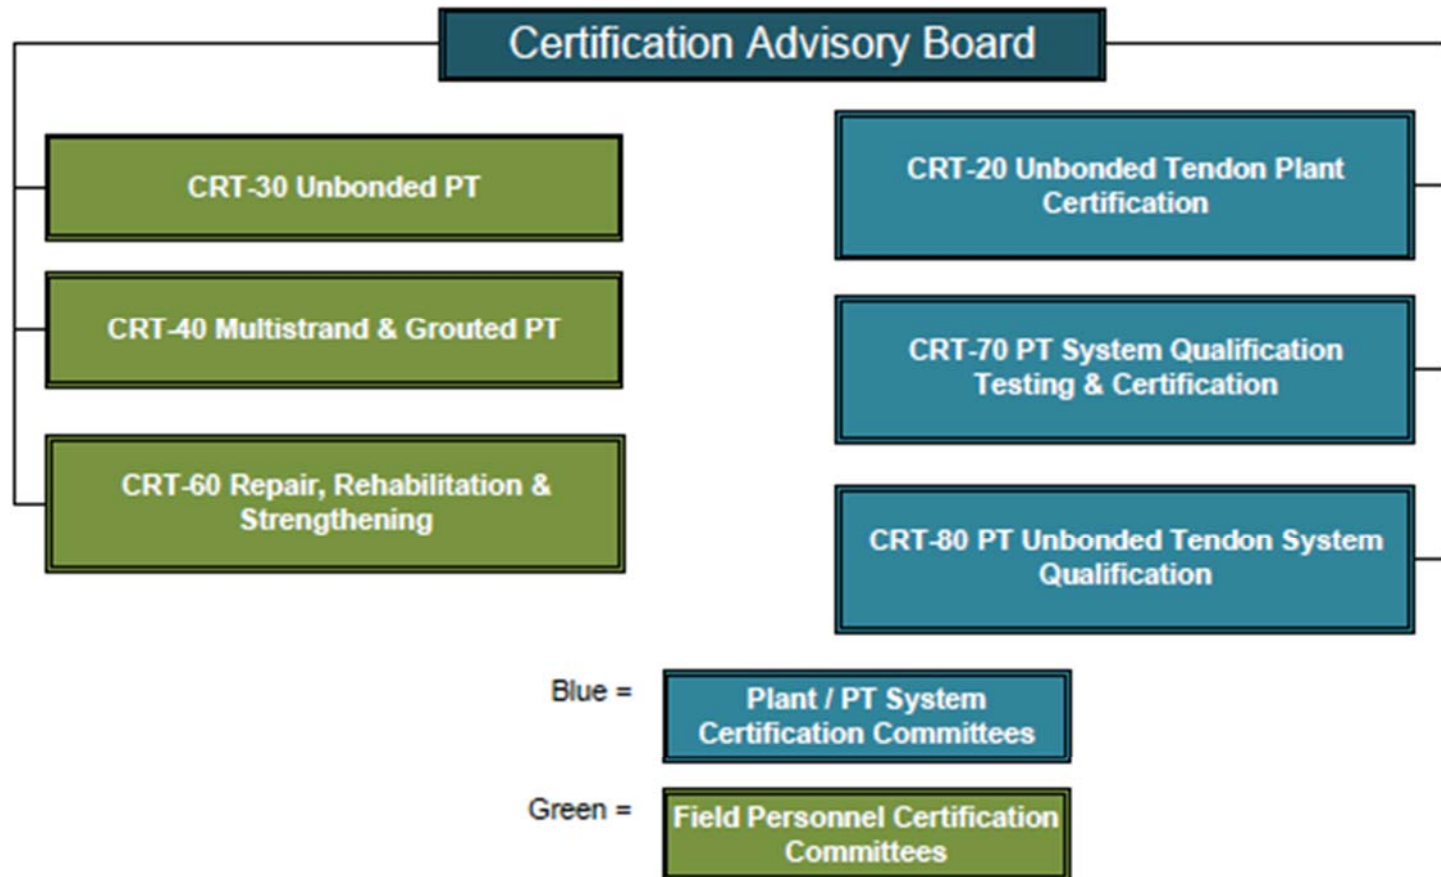 Certification Advisory Board
CRT-30 Unbonded PT
CRT-40 Multistrand & Grouted PT
CRT-60 Repair, Rehabilitation &
Strengthening
CRT-20 Unbonded Tendon Plant
Certification
CRT-70 PT System Qualification
Testing & Certification
CRT-80 PT Unbonded Tendon System
Qualification
Blue =
Plant / PT System
Certification Committees
Green =
Field Personnel Certification
Committees